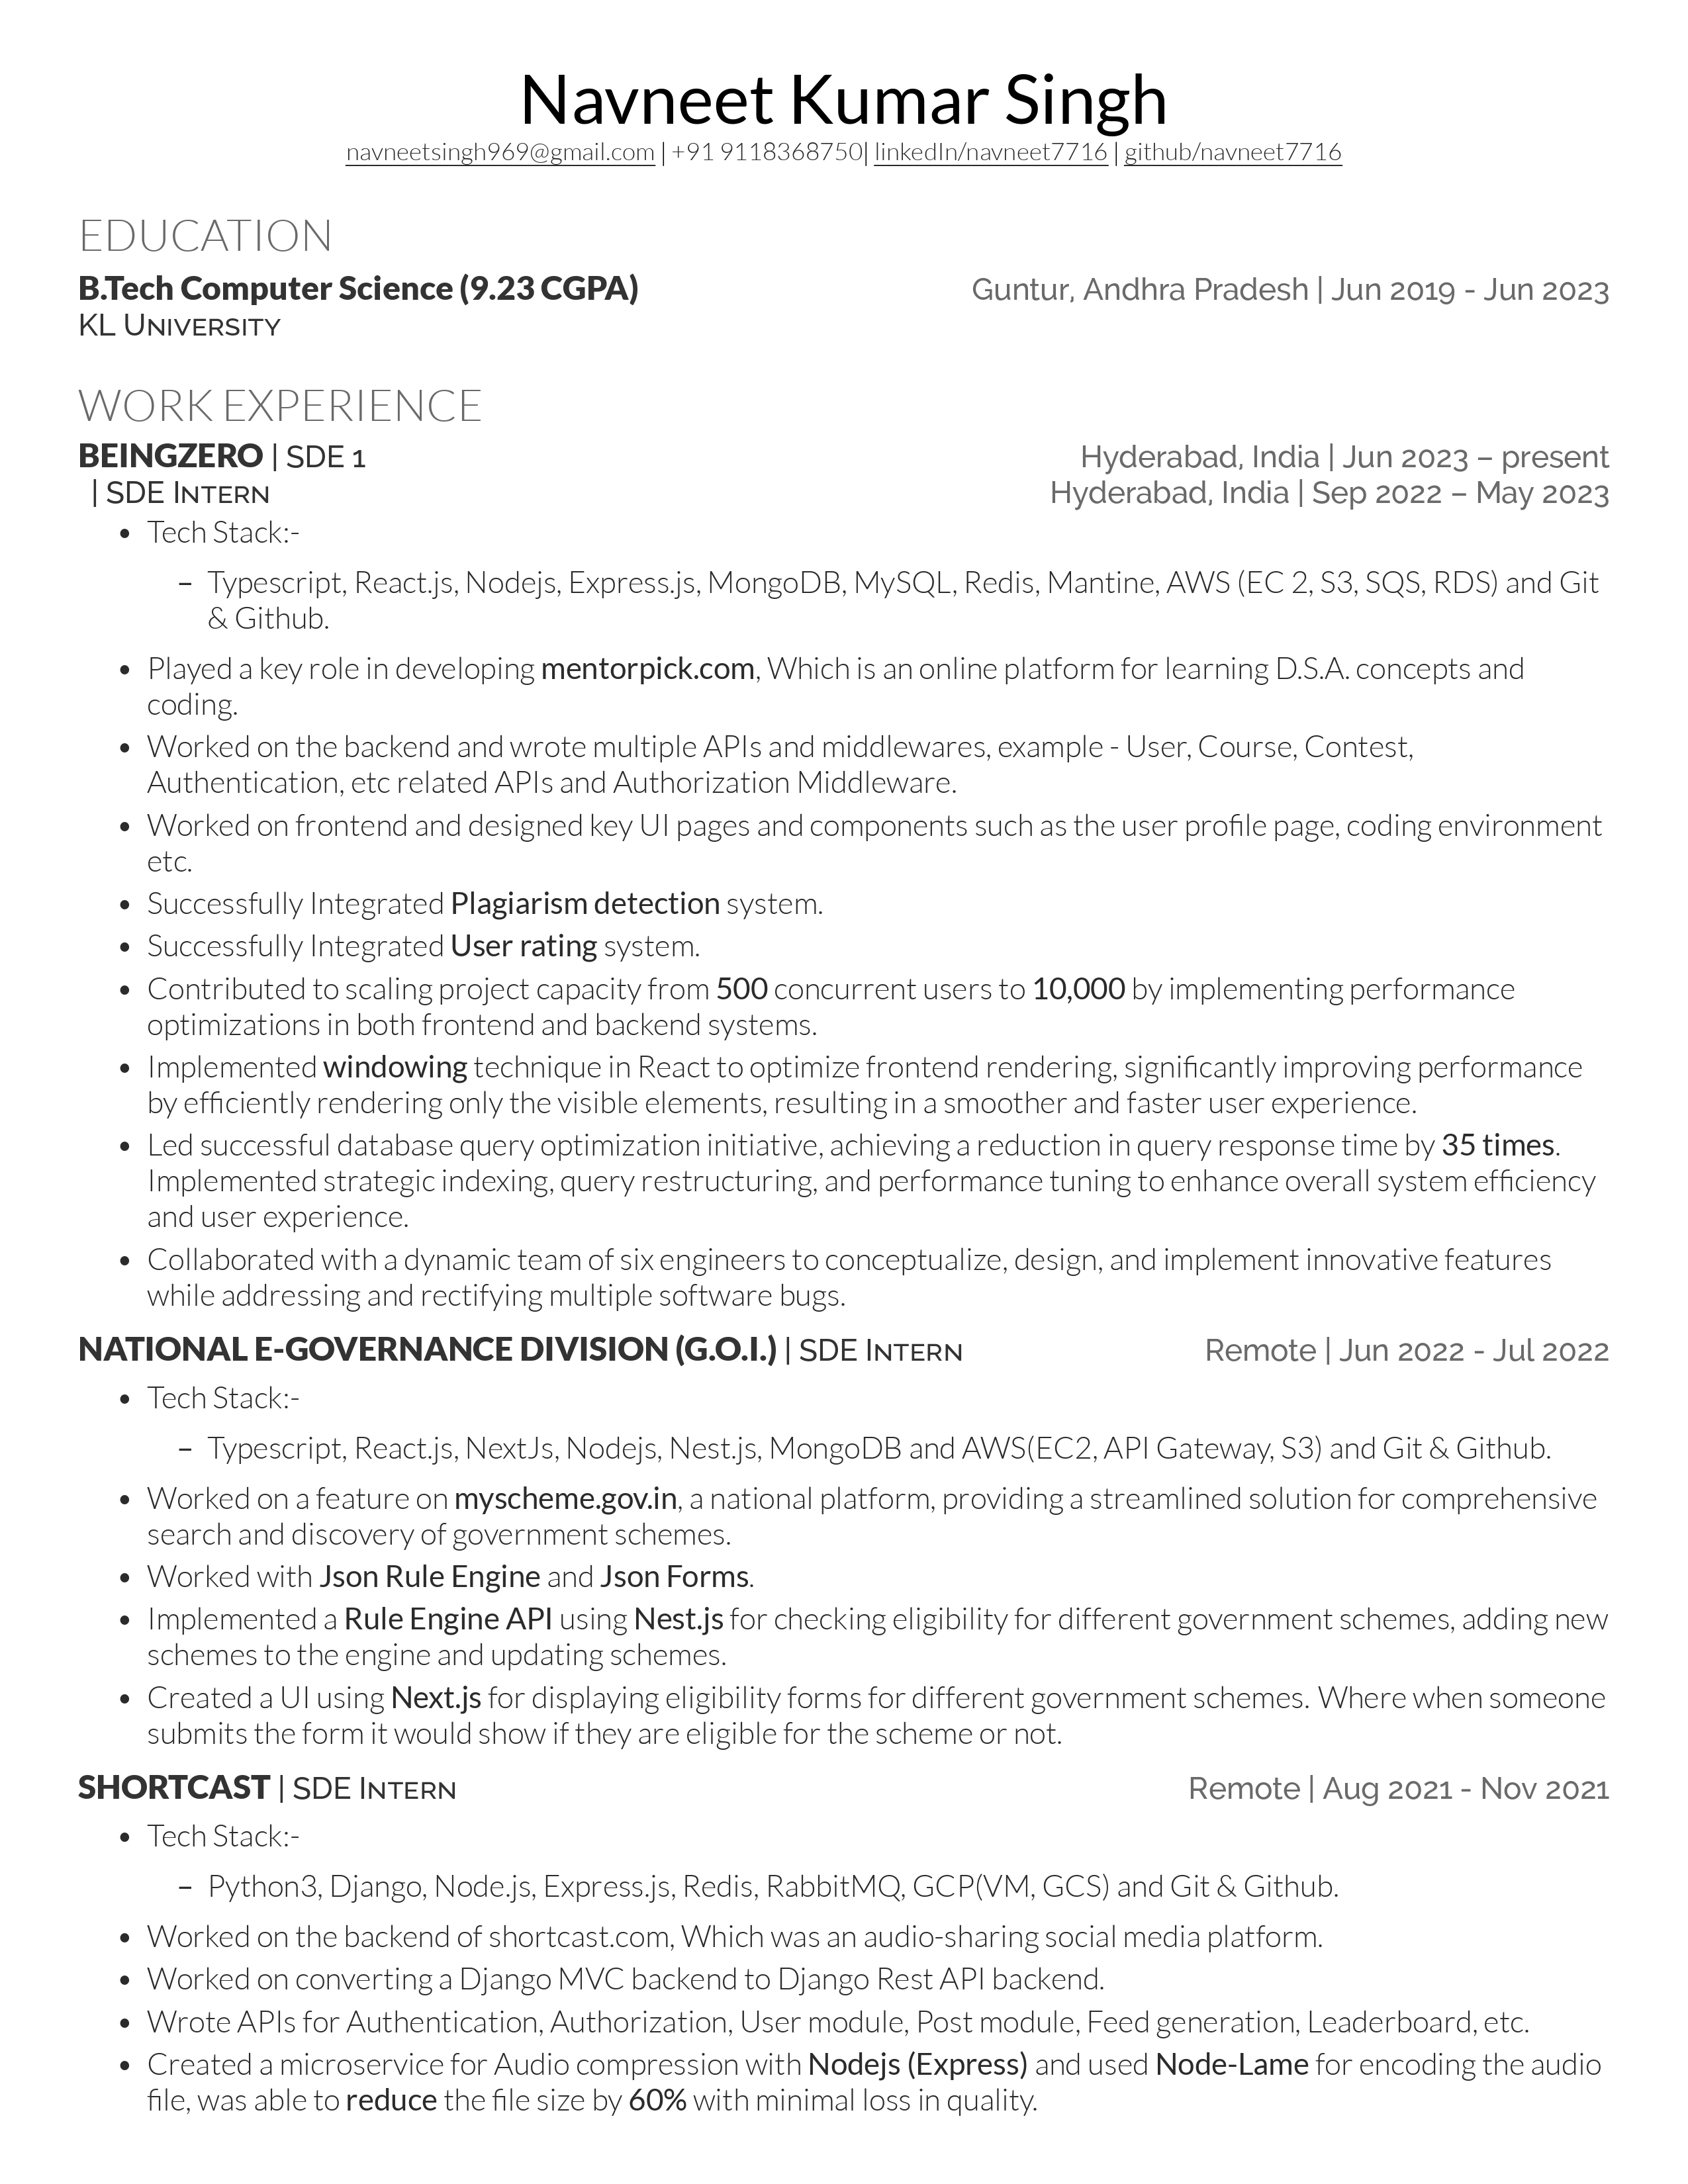 Navneet Kumar Singh
navneetsingh969@gmail.com | +91 9118368750| linkedIn/navneet7716 | github/navneet7716
EDUCATION
B.Tech Computer Science (9.23 CGPA) Guntur, Andhra Pradesh | Jun 2019 - Jun 2023
KL UNIVERSITY
WORK EXPERIENCE
BEINGZERO | SDE 1 Hyderabad, India | Jun 2023 – present
| SDE INTERN Hyderabad, India | Sep 2022 – May 2023
• Tech Stack:-
– Typescript, React.js, Nodejs, Express.js, MongoDB, MySQL, Redis, Mantine, AWS (EC 2, S3, SQS, RDS) and Git
& Github.
• Played a key role in developing mentorpick.com, Which is an online platform for learning D.S.A. concepts and
coding.
• Worked on the backend and wrote multiple APIs and middlewares, example - User, Course, Contest,
Authentication, etc related APIs and Authorization Middleware.
• Worked on frontend and designed key UI pages and components such as the user profile page, coding environment
etc.
• Successfully Integrated Plagiarism detection system.
• Successfully Integrated User rating system.
• Contributed to scaling project capacity from 500 concurrent users to 10,000 by implementing performance
optimizations in both frontend and backend systems.
• Implemented windowing technique in React to optimize frontend rendering, significantly improving performance
by efficiently rendering only the visible elements, resulting in a smoother and faster user experience.
• Led successful database query optimization initiative, achieving a reduction in query response time by 35 times.
Implemented strategic indexing, query restructuring, and performance tuning to enhance overall system efficiency
and user experience.
• Collaborated with a dynamic team of six engineers to conceptualize, design, and implement innovative features
while addressing and rectifying multiple software bugs.
NATIONAL E-GOVERNANCE DIVISION (G.O.I.) | SDE INTERN Remote | Jun 2022 - Jul 2022
• Tech Stack:-
– Typescript, React.js, NextJs, Nodejs, Nest.js, MongoDB and AWS(EC2, API Gateway, S3) and Git & Github.
• Worked on a feature on myscheme.gov.in, a national platform, providing a streamlined solution for comprehensive
search and discovery of government schemes.
• Worked with Json Rule Engine and Json Forms.
• Implemented a Rule Engine API using Nest.js for checking eligibility for different government schemes, adding new
schemes to the engine and updating schemes.
• Created a UI using Next.js for displaying eligibility forms for different government schemes. Where when someone
submits the form it would show if they are eligible for the scheme or not.
SHORTCAST | SDE INTERN Remote | Aug 2021 - Nov 2021
• Tech Stack:-
– Python3, Django, Node.js, Express.js, Redis, RabbitMQ, GCP(VM, GCS) and Git & Github.
• Worked on the backend of shortcast.com, Which was an audio-sharing social media platform.
• Worked on converting a Django MVC backend to Django Rest API backend.
• Wrote APIs for Authentication, Authorization, User module, Post module, Feed generation, Leaderboard, etc.
• Created a microservice for Audio compression with Nodejs (Express) and used Node-Lame for encoding the audio
file, was able to reduce the file size by 60% with minimal loss in quality.